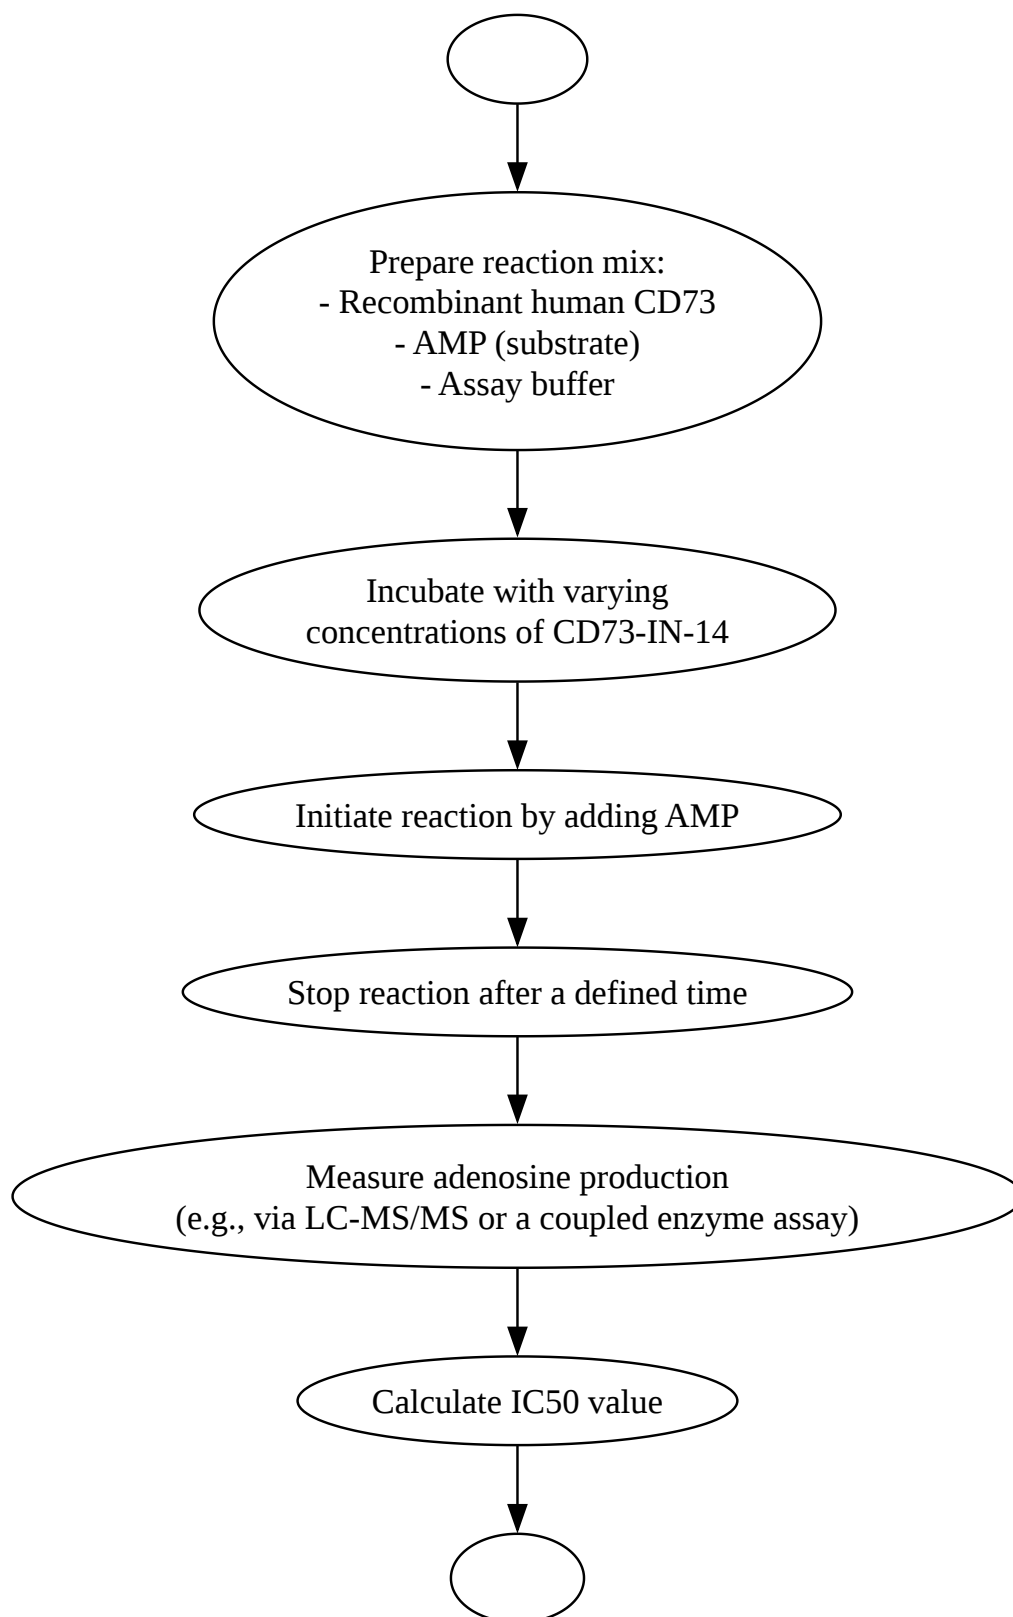 Prepare reaction mix:
- Recombinant human CD73
- AMP (substrate)
- Assay buffer
Incubate with varying
concentrations of CD73-IN-14
Initiate reaction by adding AMP
Stop reaction after a defined time
Measure adenosine production
(e.g., via LC-MS/MS or a coupled enzyme assay)
Calculate IC50 value